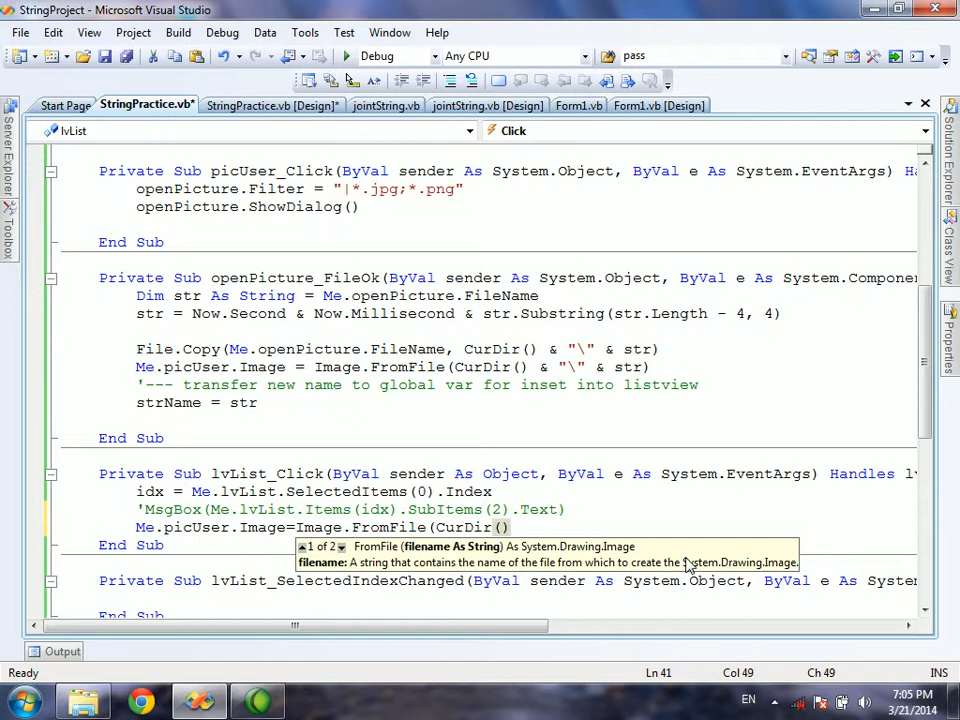 StringProject - Microsoft Visual Studio
File Edit View Project Build Debug Data Tools Test Window Help
Debug Any CPU pass
Start Page StringPractice.vb* StringPractice.vb [Design]* jointString.vb jointString.vb [Design] Form1.vb Form1.vb [Design]
lvList Click
Private Sub picUser_Click(ByVal sender As System.Object, ByVal e As System.EventArgs) Ha
openPicture.Filter = "|*.jpg;*.png"
openPicture.ShowDialog()
End Sub
Private Sub openPicture_FileOk(ByVal sender As System.Object, ByVal e As System.Compone
Dim str As String = Me.openPicture.FileName
str = Now.Second & Now.Millisecond & str.Substring(str.Length - 4, 4)
File.Copy(Me.openPicture.FileName, CurDir() & "\" & str)
Me.picUser.Image = Image.FromFile(CurDir() & "\" & str)
'--- transfer new name to global var for inset into listview
strName = str
End Sub
Private Sub lvList_Click(ByVal sender As Object, ByVal e As System.EventArgs) Handles lv
idx = Me.lvList.SelectedItems(0).Index
'MsgBox(Me.lvList.Items(idx).SubItems(2).Text)
Me.picUser.Image=Image.FromFile(CurDir()
End Sub
1 of 2 FromFile (filename As String) As System.Drawing.Image
filename: A string that contains the name of the file from which to create the System.Drawing.Image.
Private Sub lvList_SelectedIndexChanged(ByVal sender As System.Object, ByVal e As System
End Sub
Server Explorer
Toolbox
Solution Explorer
Class View
Properties
Output
Ready Ln 41 Col 49 Ch 49 INS
EN 7:05 PM
3/21/2014